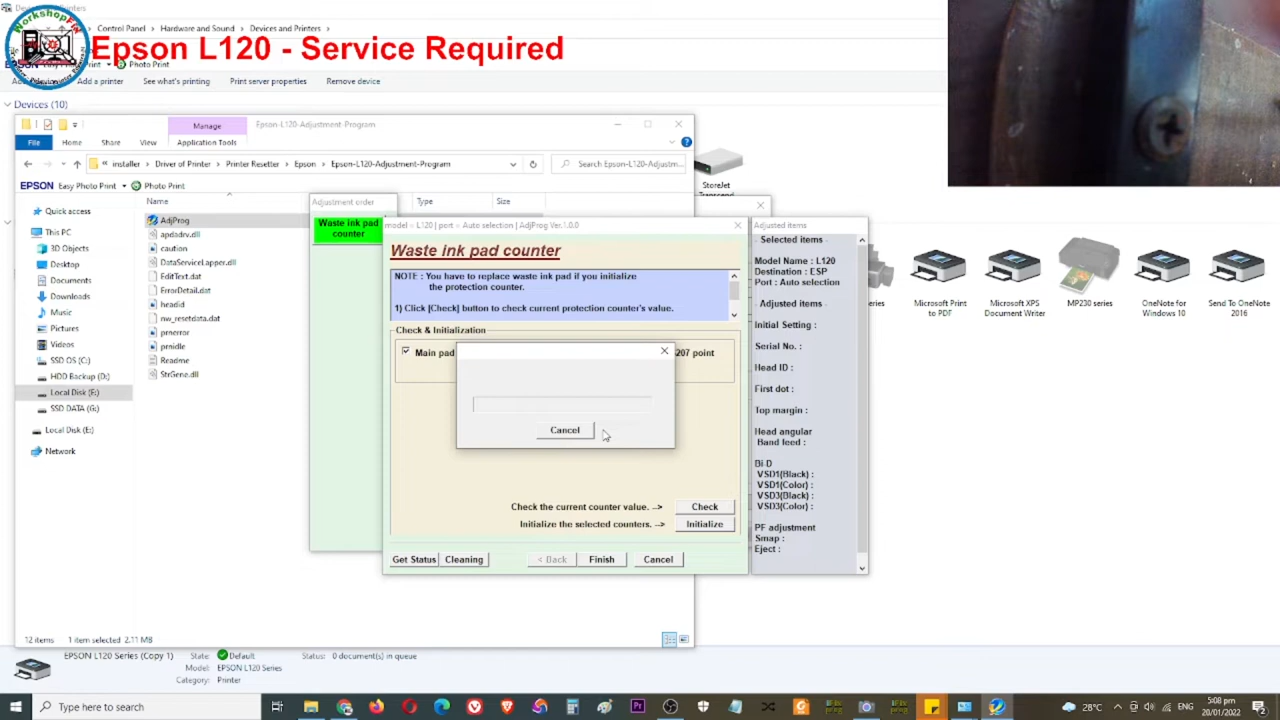 WorkshopFix
Epson L120 - Service Required
Control Panel
Hardware and Sound
Devices and Printers
Photo Print
Add a printer
See what's printing
Print server properties
Remove device
Devices (10)
Manage
Epson-L120-Adjustment-Program
File
Home
Share
View
Application Tools
« installer
Driver of Printer
Printer Resetter
Epson
Epson-L120-Adjustment-Program
Search Epson-L120-Adjustm...
EPSON
Easy Photo Print
Photo Print
Name
Type
Size
Quick access
This PC
3D Objects
Desktop
Documents
Downloads
Music
Pictures
Videos
SSD OS (C:)
HDD Backup (D:)
Local Disk (E:)
SSD DATA (G:)
Local Disk (E:)
Network
AdjProg
apdadrv.dll
caution
DataServiceLapper.dll
EditText.dat
ErrorDetail.dat
headid
nw_resetdata.dat
prnerror
prnidle
Readme
StrGene.dll
12 items
1 item selected 2.11 MB
Adjustment order
Waste ink pad
counter
model = L120 | port = Auto selection | AdjProg Ver.1.0.0
Waste ink pad counter
NOTE : You have to replace waste ink pad if you initialize
the protection counter.
1) Click [Check] button to check current protection counter's value.
Check & Initialization
Main pad
207 point
Cancel
Check the current counter value. -->
Check
Initialize the selected counters. -->
Initialize
Get Status
Cleaning
< Back
Finish
Cancel
Adjusted items
- Selected items -
Model Name : L120
Destination : ESP
Port : Auto selection
- Adjusted items -
Initial Setting :
Serial No. :
Head ID :
First dot :
Top margin :
Head angular
Band feed :
Bi-D
VSD1(Black) :
VSD1(Color) :
VSD3(Black) :
VSD3(Color) :
PF adjustment
Smap :
Eject :
StoreJet
Transcend
Microsoft Print
to PDF
Microsoft XPS
Document Writer
MP230 series
OneNote for
Windows 10
Send To OneNote
2016
EPSON L120 Series (Copy 1)
State:
Default
Status:
0 document(s) in queue
Model:
EPSON L120 Series
Category:
Printer
Type here to search
28°C
ENG
5:08 pm
20/01/2022
2